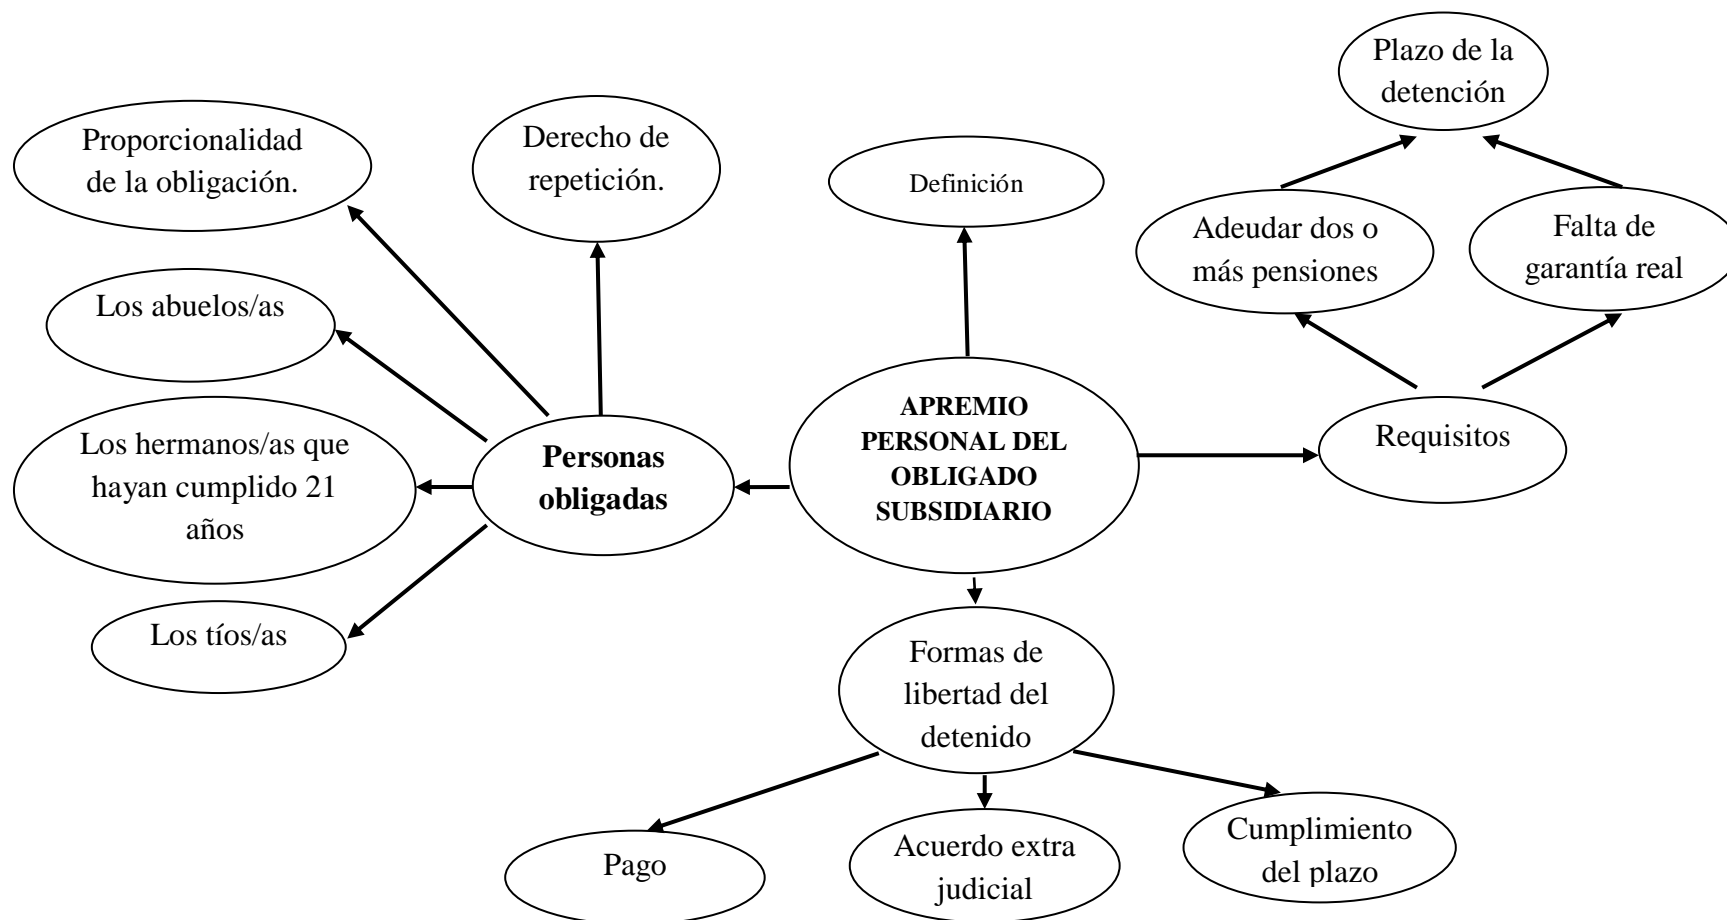 Plazo de la
detención
Proporcionalidad
de la obligación.
Derecho de
repetición.
Definición
Adeudar dos o
más pensiones
Falta de
garantía real
Los abuelos/as
Los hermanos/as que
hayan cumplido 21
años
Personas
obligadas
APREMIO
PERSONAL DEL
OBLIGADO
SUBSIDIARIO
Requisitos
Los tíos/as
Formas de
libertad del
detenido
Pago
Acuerdo extra
judicial
Cumplimiento
del plazo